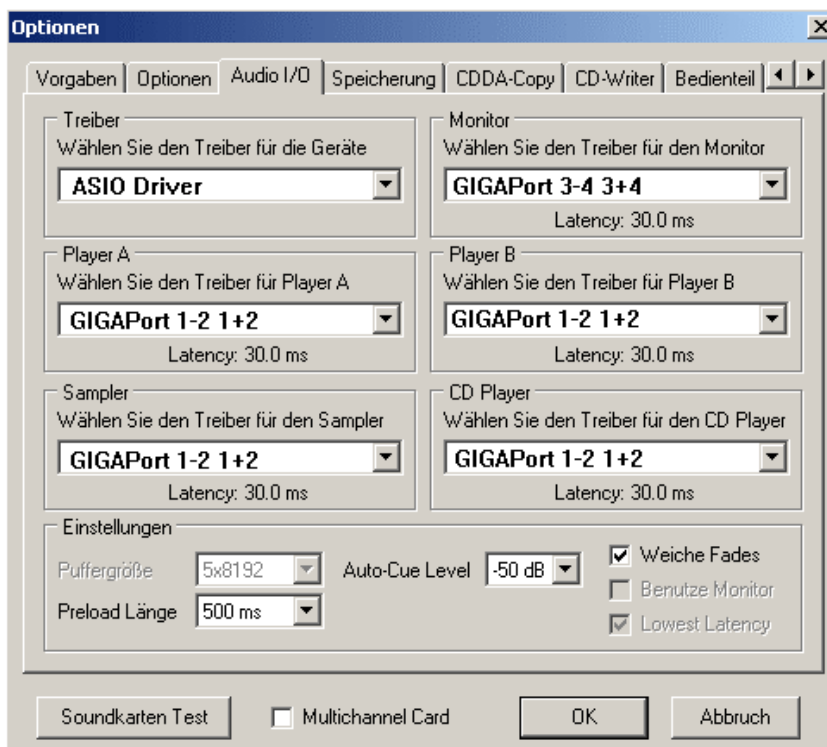 Optionen
Vorgaben Optionen Audio I/O Speicherung CDDA-Copy CD-Writer Bedienteil
Treiber
Wählen Sie den Treiber für die Geräte
ASIO Driver
Monitor
Wählen Sie den Treiber für den Monitor
GIGAPort 3-4 3+4
Latency: 30.0 ms
Player A
Wählen Sie den Treiber für Player A
GIGAPort 1-2 1+2
Latency: 30.0 ms
Player B
Wählen Sie den Treiber für Player B
GIGAPort 1-2 1+2
Latency: 30.0 ms
Sampler
Wählen Sie den Treiber für den Sampler
GIGAPort 1-2 1+2
Latency: 30.0 ms
CD Player
Wählen Sie den Treiber für den CD Player
GIGAPort 1-2 1+2
Latency: 30.0 ms
Einstellungen
Puffergröße 5x8192
Preload Länge 500 ms
Auto-Cue Level -50 dB
Weiche Fades
Benutze Monitor
Lowest Latency
Soundkarten Test Multichannel Card OK Abbruch